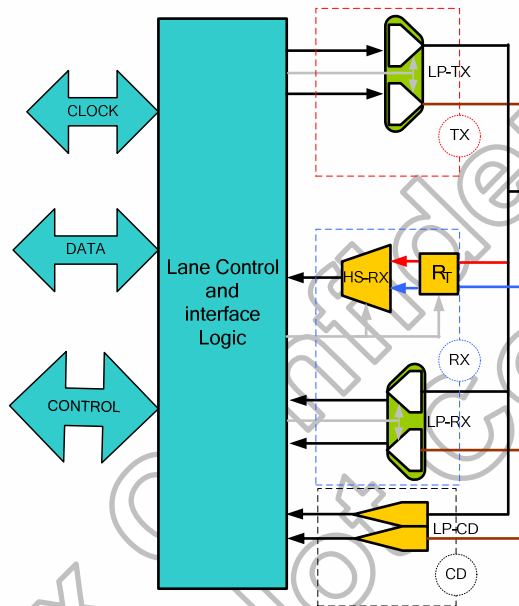 LP-TX
CLOCK
TX
DATA
Lane Control
and
interface
Logic
HS-RX
RT
RX
CONTROL
LP-RX
LP-CD
CD